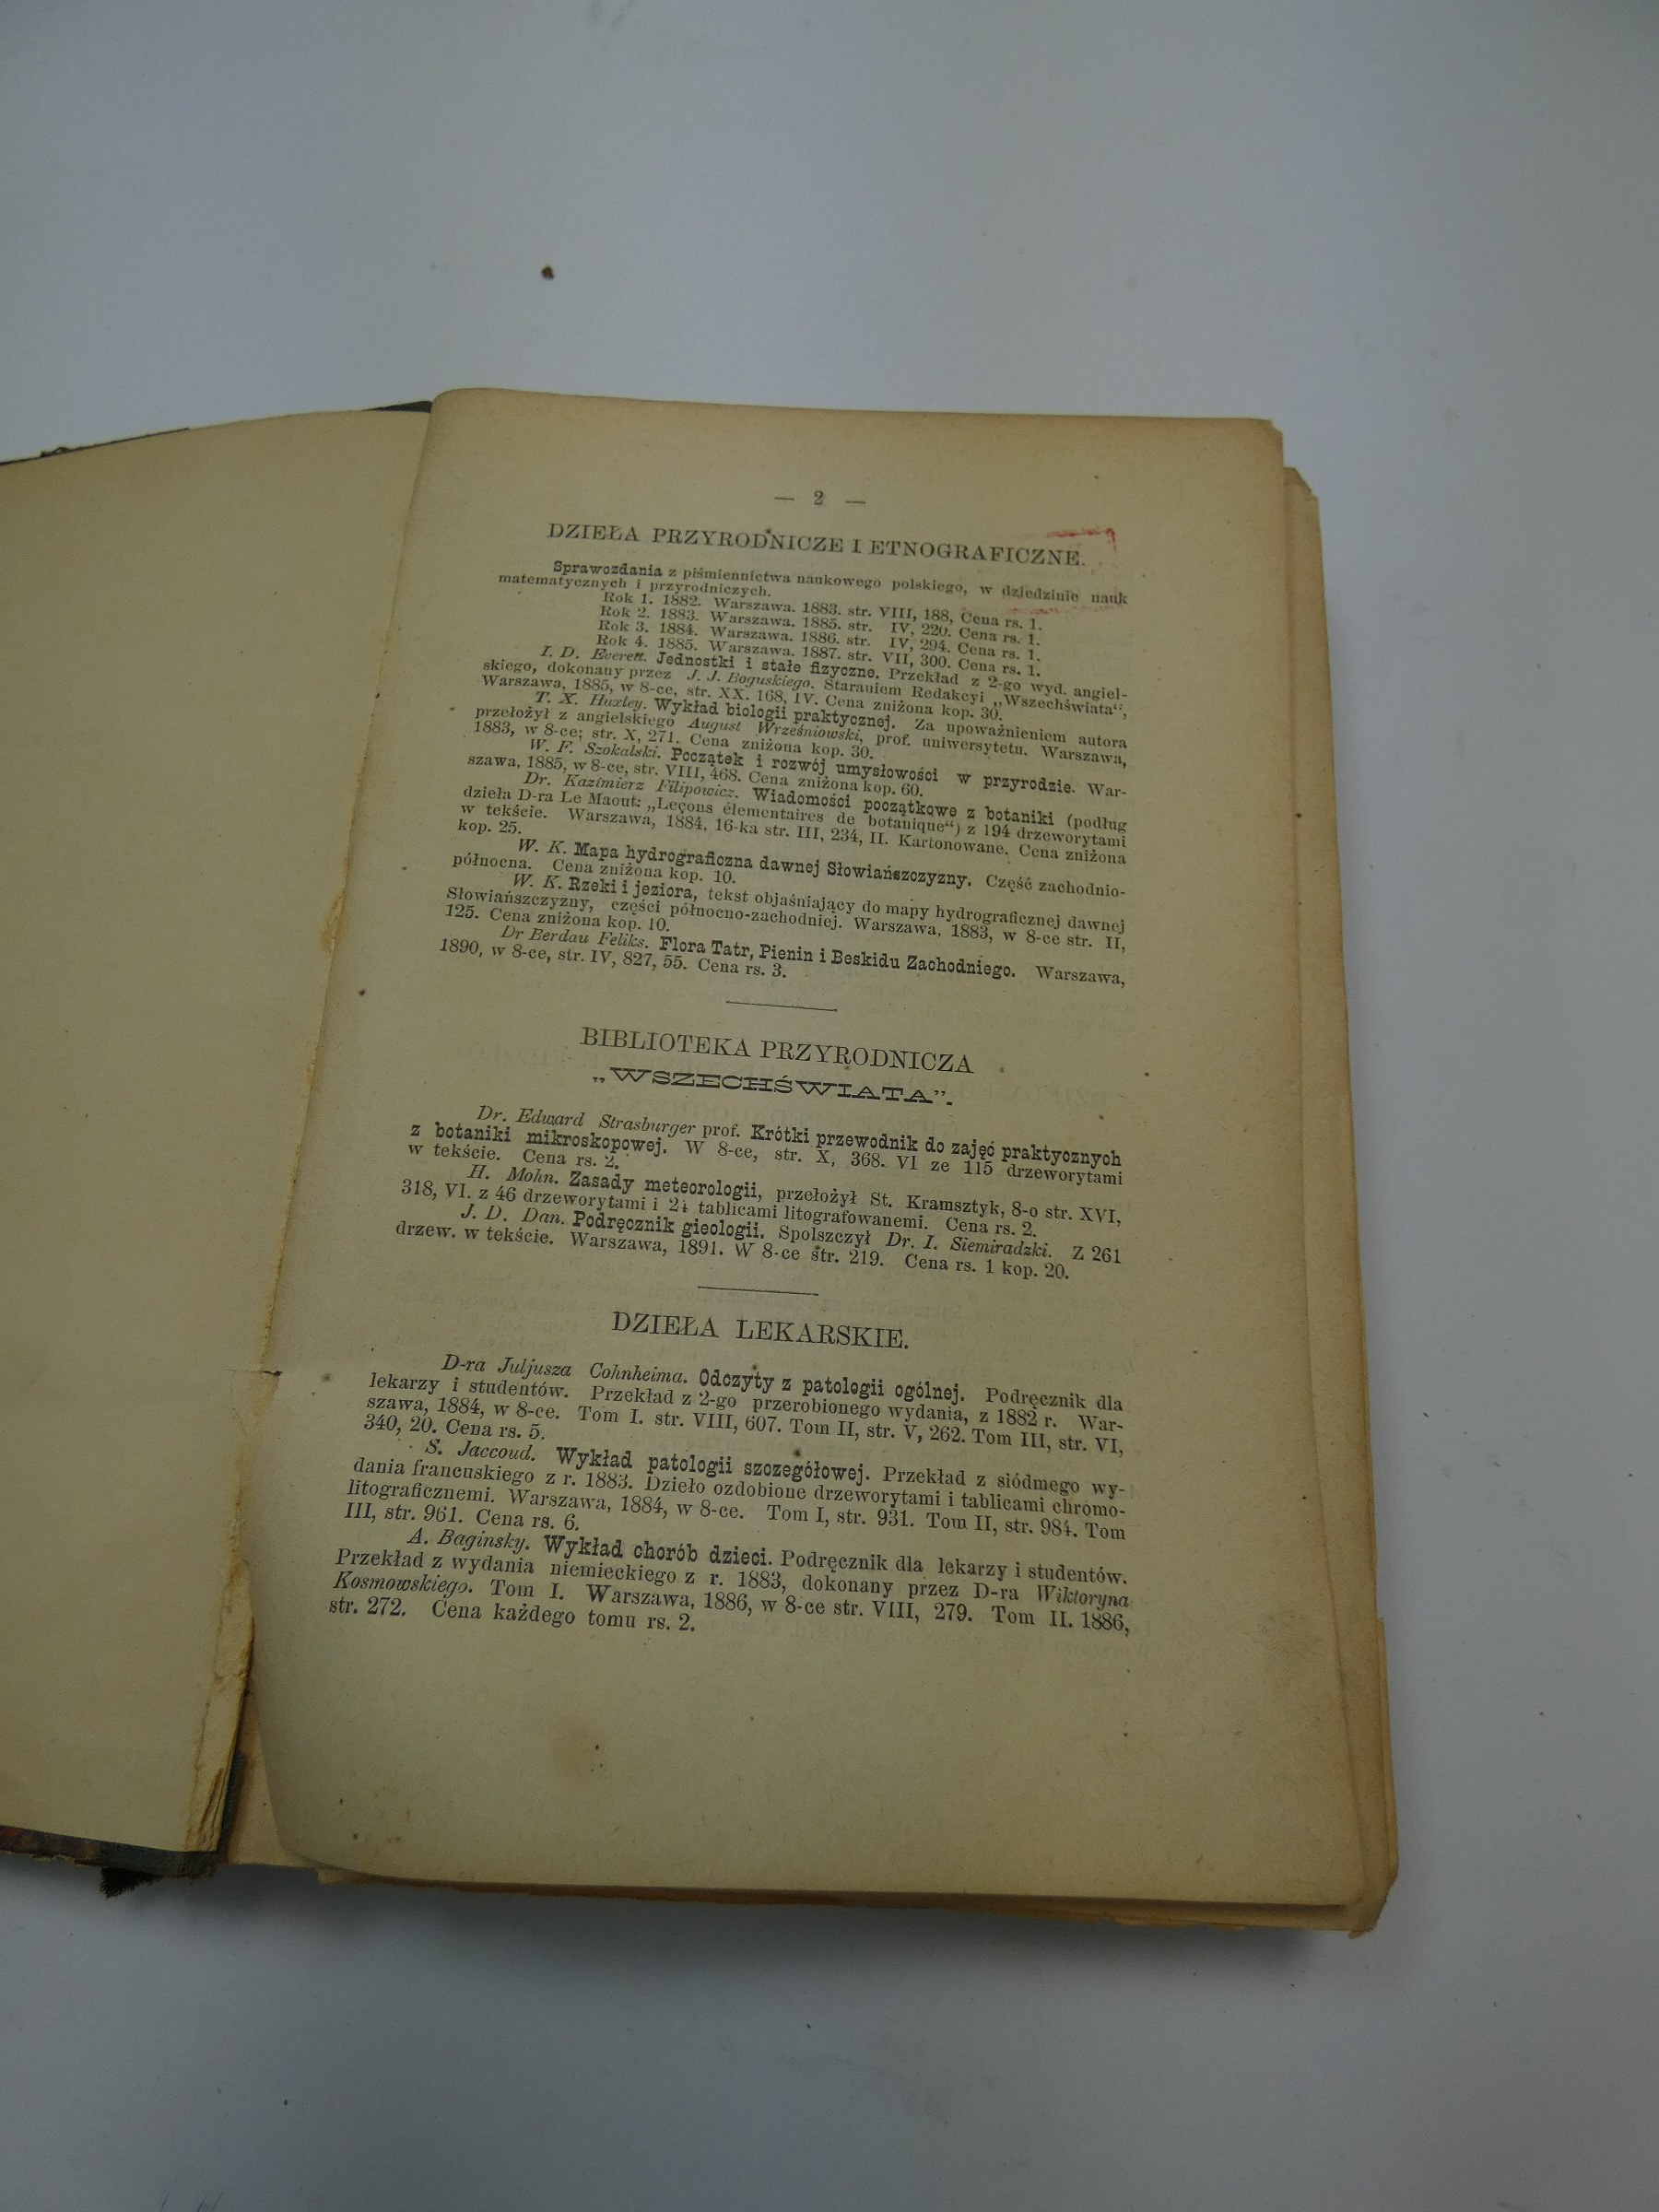 — 2 —
DZIEŁA PRZYRODNICZE I ETNOGRAFICZNE.
Sprawozdania z piśmiennictwa naukowego polskiego, w dziedzinie nauk
matematycznych i przyrodniczych.
Rok 1. 1882. Warszawa. 1883. str. VIII, 188, Cena rs. 1.
Rok 2. 1883. Warszawa. 1885. str. IV, 220. Cena rs. 1.
Rok 3. 1884. Warszawa. 1886. str. IV, 294. Cena rs. 1.
Rok 4. 1885. Warszawa. 1887. str. VII, 300. Cena rs. 1.
I. D. Everett. Jednostki i stałe fizyczne. Przekład z 2-go wyd. angiel-
skiego, dokonany przez J. J. Boguskiego. Staraniem Redakcyi „Wszechświata“,
Warszawa, 1885, w 8-ce, str. XX. 168, IV. Cena zniżona kop. 30.
T. X. Huxley. Wykład biologii praktycznej. Za upoważnieniem autora
przełożył z angielskiego August Wrześniowski, prof. uniwersytetu. Warszawa,
1883, w 8-ce; str. X, 271. Cena zniżona kop. 30.
W. F. Szokalski. Początek i rozwój umysłowości w przyrodzie. War-
szawa, 1885, w 8-ce, str. VIII, 468. Cena zniżona kop. 60.
Dr. Kazimierz Filipowicz. Wiadomości początkowe z botaniki (podług
dzieła D-ra Le Maout: „Leçons élementaires de botanique“) z 194 drzeworytami
w tekście. Warszawa, 1884, 16-ka str. III, 234, II. Kartonowane. Cena zniżona
kop. 25.
W. K. Mapa hydrograficzna dawnej Słowiańszczyzny. Część zachodnio-
północna. Cena zniżona kop. 10.
W. K. Rzeki i jeziora, tekst objaśniający do mapy hydrograficznej dawnej
Słowiańszczyzny, części północno-zachodniej. Warszawa, 1883, w 8-ce str. II,
125. Cena zniżona kop. 10.
Dr Berdau Feliks. Flora Tatr, Pienin i Beskidu Zachodniego. Warszawa,
1890, w 8-ce, str. IV, 827, 55. Cena rs. 3.
BIBLIOTEKA PRZYRODNICZA
„WSZECHŚWIATA”.
Dr. Edward Strasburger prof. Krótki przewodnik do zajęć praktycznych
z botaniki mikroskopowej. W 8-ce, str. X, 368. VI ze 115 drzeworytami
w tekście. Cena rs. 2.
H. Mohn. Zasady meteorologii, przełożył St. Kramsztyk, 8-o str. XVI,
318, VI. z 46 drzeworytami i 24 tablicami litografowanemi. Cena rs. 2.
J. D. Dan. Podręcznik gieologii. Spolszczył Dr. I. Siemiradzki. Z 261
drzew. w tekście. Warszawa, 1891. W 8-ce str. 219. Cena rs. 1 kop. 20.
DZIEŁA LEKARSKIE.
D-ra Juljusza Cohnheima. Odczyty z patologii ogólnej. Podręcznik dla
lekarzy i studentów. Przekład z 2-go przerobionego wydania, z 1882 r. War-
szawa, 1884, w 8-ce. Tom I. str. VIII, 607. Tom II, str. V, 262. Tom III, str. VI,
340, 20. Cena rs. 5.
S. Jaccoud. Wykład patologii szczegółowej. Przekład z siódmego wy-
dania francuskiego z r. 1883. Dzieło ozdobione drzeworytami i tablicami chromo-
litograficznemi. Warszawa, 1884, w 8-ce. Tom I, str. 931. Tom II, str. 984. Tom
III, str. 961. Cena rs. 6.
A. Baginsky. Wykład chorób dzieci. Podręcznik dla lekarzy i studentów.
Przekład z wydania niemieckiego z r. 1883, dokonany przez D-ra Wiktoryna
Kosmowskiego. Tom I. Warszawa, 1886, w 8-ce str. VIII, 279. Tom II. 1886,
str. 272. Cena każdego tomu rs. 2.